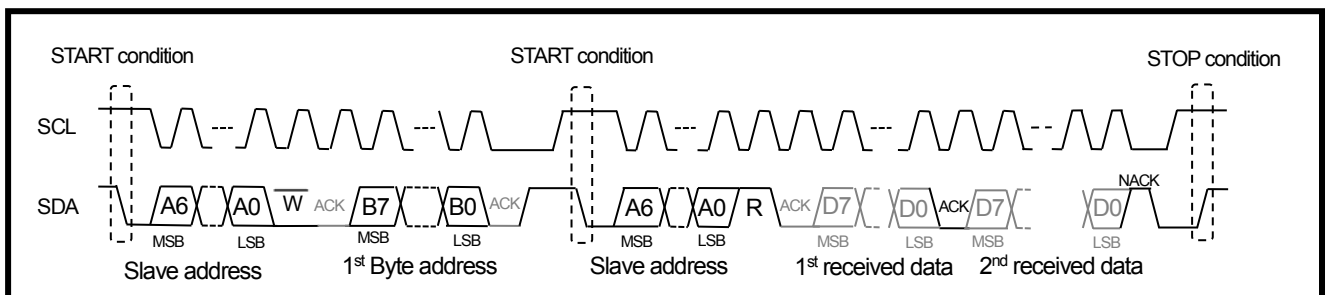 START condition START condition STOP condition
SCL
NACK
SDA A6 A0 W ACK B7 B0 ACK A6 A0 R ACK D7 D0 ACK D7 D0
MSB LSB MSB LSB MSB LSB MSB LSB MSB LSB
Slave address 1st Byte address Slave address 1st received data 2nd received data